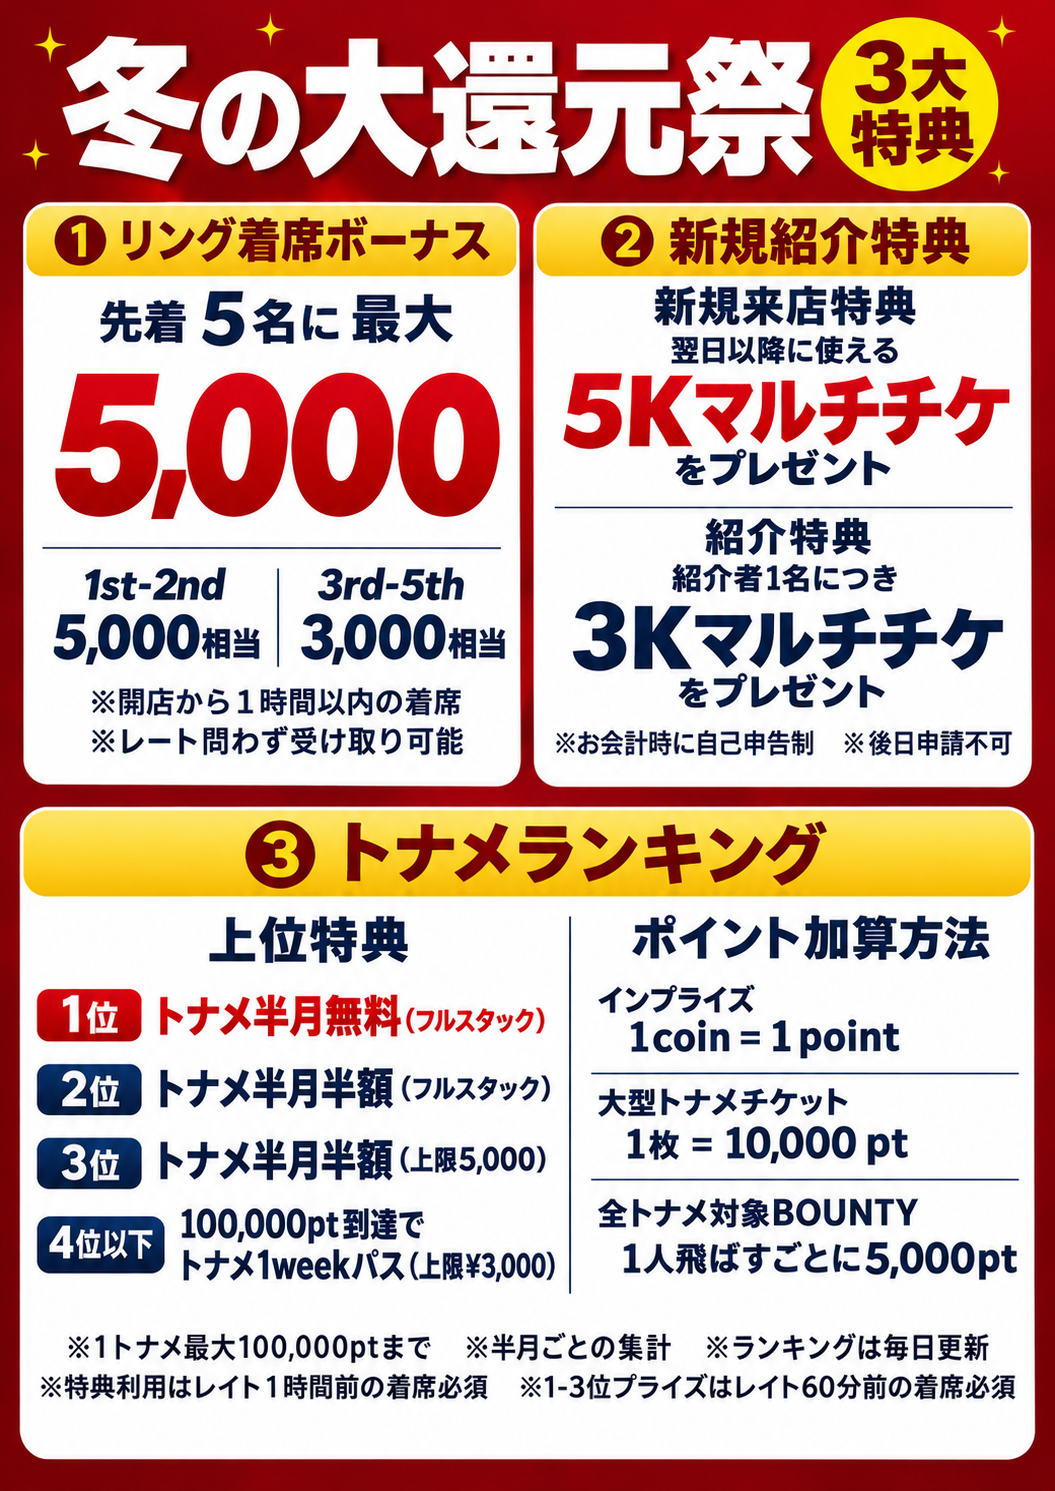 冬の大還元祭
3大
特典
❶ リング着席ボーナス
先着 5名に 最大
5,000
1st-2nd
5,000相当
3rd-5th
3,000相当
※開店から1時間以内の着席
※レート問わず受け取り可能
❷ 新規紹介特典
新規来店特典
翌日以降に使える
5Kマルチチケ
をプレゼント
紹介特典
紹介者1名につき
3Kマルチチケ
をプレゼント
※お会計時に自己申告制 ※後日申請不可
❸ トナメランキング
上位特典
1位 トナメ半月無料(フルスタック)
2位 トナメ半月半額(フルスタック)
3位 トナメ半月半額(上限5,000)
4位以下 100,000pt到達で
トナメ1weekパス(上限¥3,000)
ポイント加算方法
インプライズ
1coin = 1point
大型トナメチケット
1枚 = 10,000 pt
全トナメ対象BOUNTY
1人飛ばすごとに5,000pt
※1トナメ最大100,000ptまで ※半月ごとの集計 ※ランキングは毎日更新
※特典利用はレイト1時間前の着席必須 ※1-3位プライズはレイト60分前の着席必須